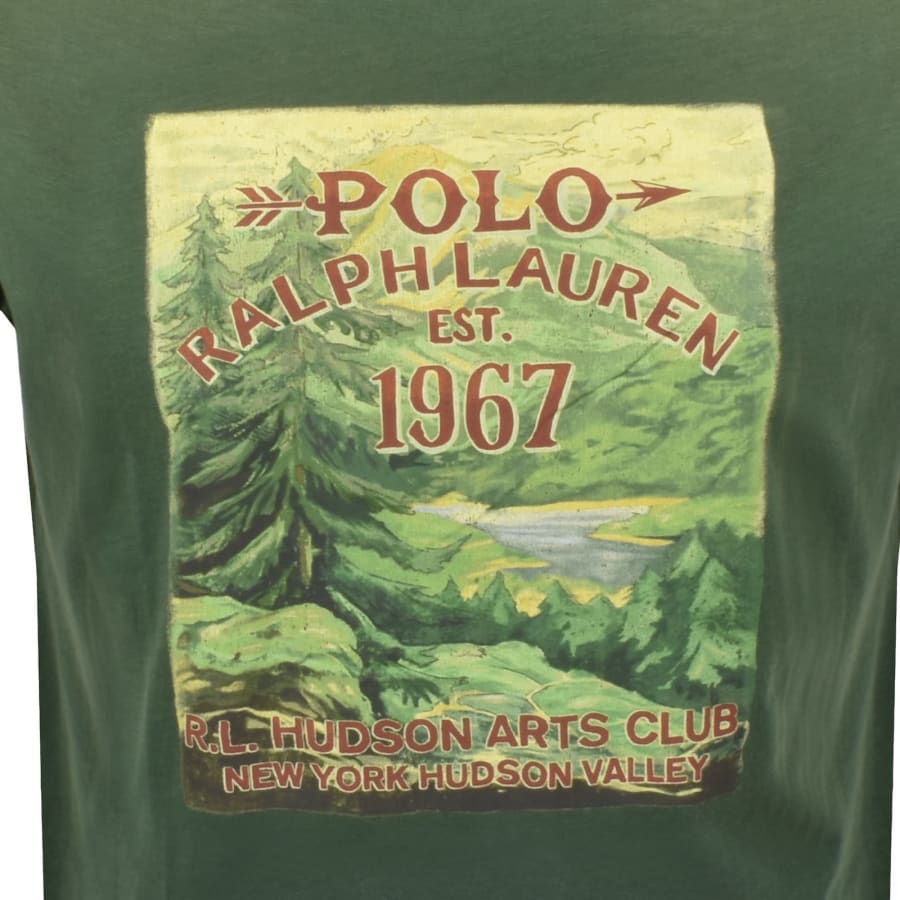 POLO
RALPH LAUREN
EST.
1967
R.L. HUDSON ARTS CLUB
NEW YORK HUDSON VALLEY